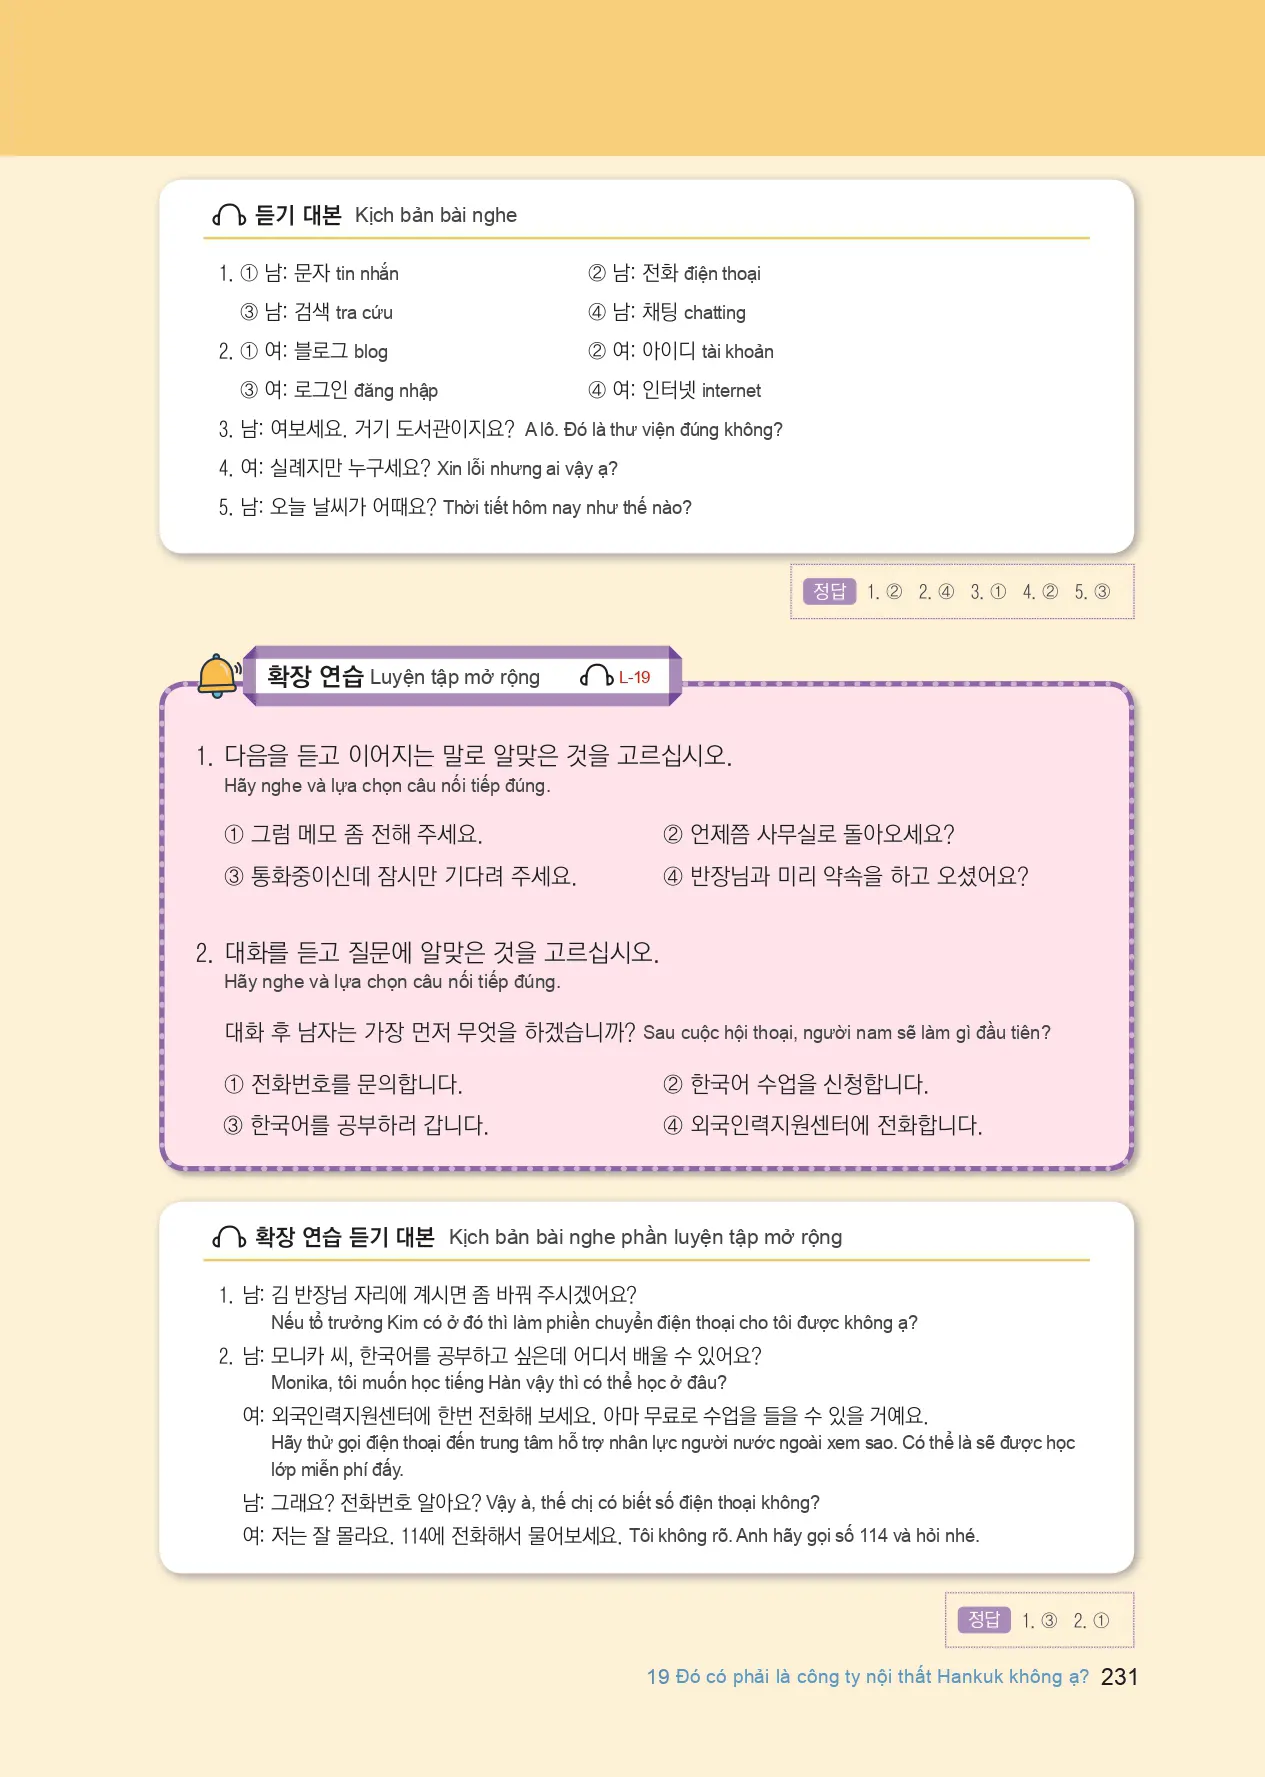 듣기 대본 Kịch bản bài nghe
1. ① 남: 문자 tin nhắn ② 남: 전화 điện thoại
③ 남: 검색 tra cứu ④ 남: 채팅 chatting
2. ① 여: 블로그 blog ② 여: 아이디 tài khoản
③ 여: 로그인 đăng nhập ④ 여: 인터넷 internet
3. 남: 여보세요. 거기 도서관이지요? A lô. Đó là thư viện đúng không?
4. 여: 실례지만 누구세요? Xin lỗi nhưng ai vậy ạ?
5. 남: 오늘 날씨가 어때요? Thời tiết hôm nay như thế nào?
정답 1. ② 2. ④ 3. ① 4. ② 5. ③
확장 연습 Luyện tập mở rộng L-19
1. 다음을 듣고 이어지는 말로 알맞은 것을 고르십시오.
Hãy nghe và lựa chọn câu nối tiếp đúng.
① 그럼 메모 좀 전해 주세요. ② 언제쯤 사무실로 돌아오세요?
③ 통화중이신데 잠시만 기다려 주세요. ④ 반장님과 미리 약속을 하고 오셨어요?
2. 대화를 듣고 질문에 알맞은 것을 고르십시오.
Hãy nghe và lựa chọn câu nối tiếp đúng.
대화 후 남자는 가장 먼저 무엇을 하겠습니까? Sau cuộc hội thoại, người nam sẽ làm gì đầu tiên?
① 전화번호를 문의합니다. ② 한국어 수업을 신청합니다.
③ 한국어를 공부하러 갑니다. ④ 외국인력지원센터에 전화합니다.
확장 연습 듣기 대본 Kịch bản bài nghe phần luyện tập mở rộng
1. 남: 김 반장님 자리에 계시면 좀 바꿔 주시겠어요?
Nếu tổ trưởng Kim có ở đó thì làm phiền chuyển điện thoại cho tôi được không ạ?
2. 남: 모니카 씨, 한국어를 공부하고 싶은데 어디서 배울 수 있어요?
Monika, tôi muốn học tiếng Hàn vậy thì có thể học ở đâu?
여: 외국인력지원센터에 한번 전화해 보세요. 아마 무료로 수업을 들을 수 있을 거예요.
Hãy thử gọi điện thoại đến trung tâm hỗ trợ nhân lực người nước ngoài xem sao. Có thể là sẽ được học
lớp miễn phí đấy.
남: 그래요? 전화번호 알아요? Vậy à, thế chị có biết số điện thoại không?
여: 저는 잘 몰라요. 114에 전화해서 물어보세요. Tôi không rõ. Anh hãy gọi số 114 và hỏi nhé.
정답 1. ③ 2. ①
19 Đó có phải là công ty nội thất Hankuk không ạ? 231